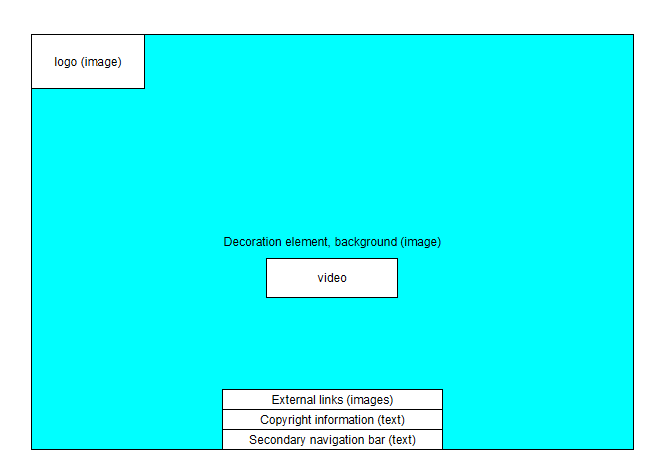 logo (image)
Decoration element, background (image)
video
External links (images)
Copyright information (text)
Secondary navigation bar (text)